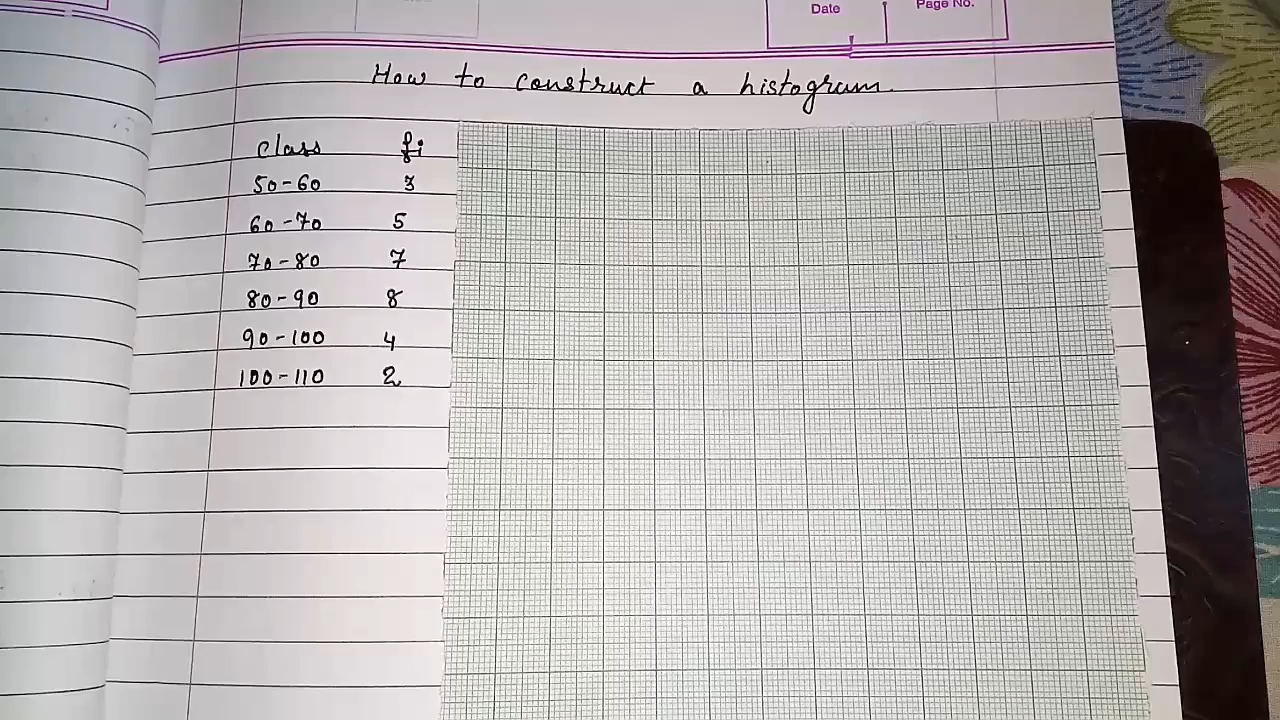 Date Page No.
How to construct a histogram.
class fi
50-60 3
60-70 5
70-80 7
80-90 8
90-100 4
100-110 2